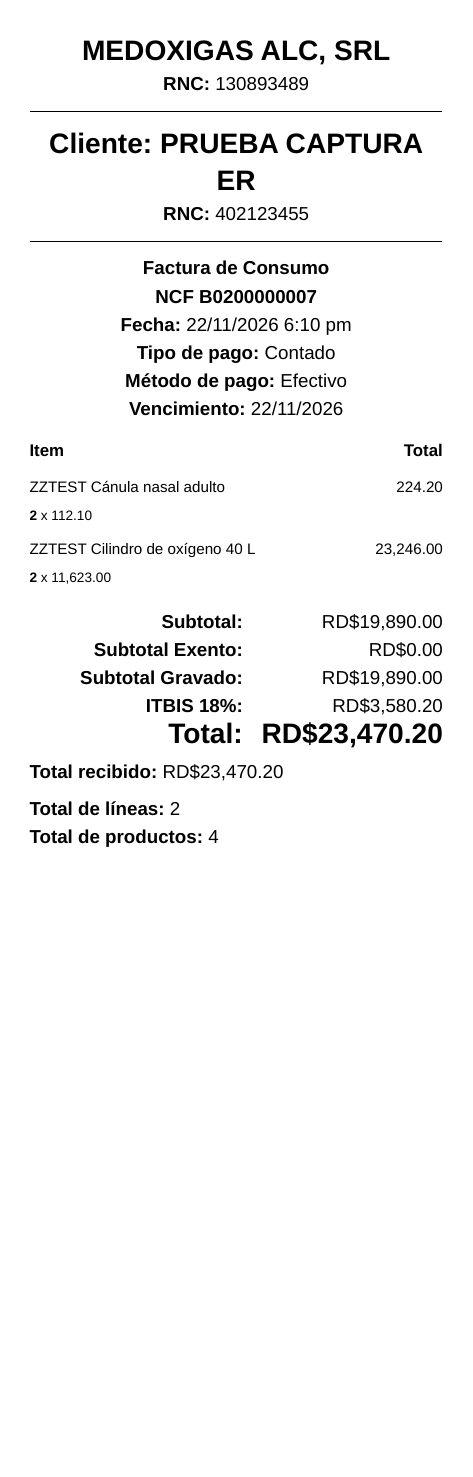 MEDOXIGAS ALC, SRL
RNC: 130893489
Cliente: PRUEBA CAPTURA
ER
RNC: 402123455
Factura de Consumo
NCF B0200000007
Fecha: 22/11/2026 6:10 pm
Tipo de pago: Contado
Método de pago: Efectivo
Vencimiento: 22/11/2026
Item Total
ZZTEST Cánula nasal adulto 224.20
2 x 112.10
ZZTEST Cilindro de oxígeno 40 L 23,246.00
2 x 11,623.00
Subtotal: RD$19,890.00
Subtotal Exento: RD$0.00
Subtotal Gravado: RD$19,890.00
ITBIS 18%: RD$3,580.20
Total: RD$23,470.20
Total recibido: RD$23,470.20
Total de líneas: 2
Total de productos: 4